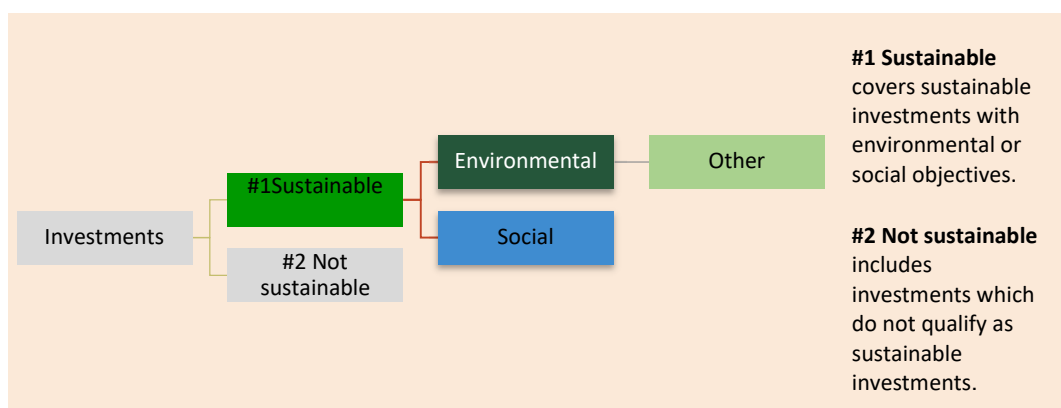 Investments
#1Sustainable
#2 Not
sustainable
Environmental
Social
Other
#1 Sustainable
covers sustainable
investments with
environmental or
social objectives.
#2 Not sustainable
includes
investments which
do not qualify as
sustainable
investments.